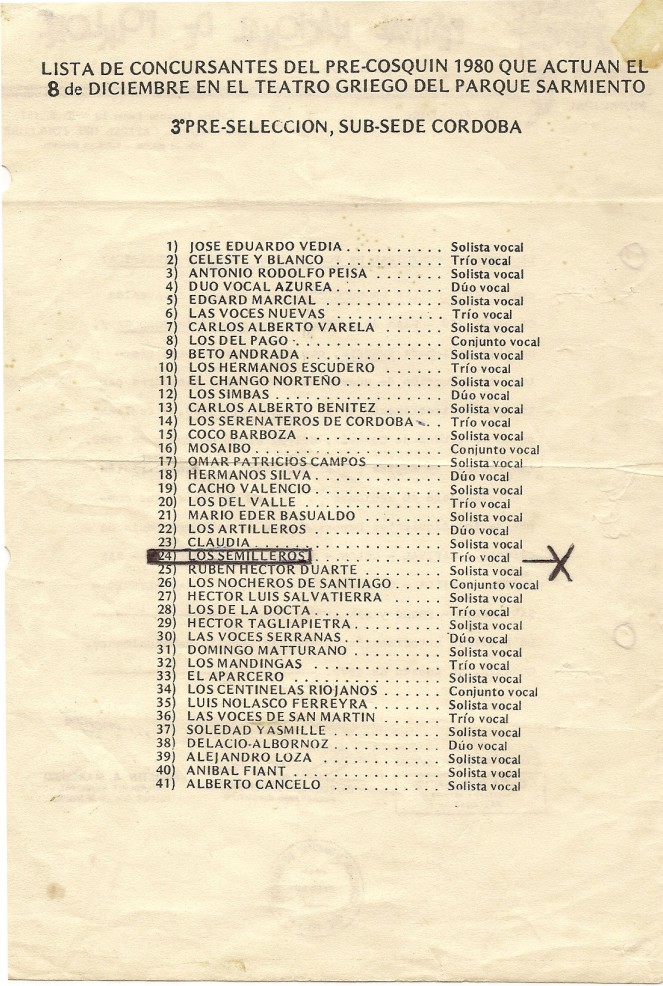 LISTA DE CONCURSANTES DEL PRE-COSQUIN 1980 QUE ACTUAN EL
8 de DICIEMBRE EN EL TEATRO GRIEGO DEL PARQUE SARMIENTO
3º PRE-SELECCION, SUB-SEDE CORDOBA
1) JOSE EDUARDO VEDIA . . . . . . . . . . Solista vocal
2) CELESTE Y BLANCO . . . . . . . . . . . Trío vocal
3) ANTONIO RODOLFO PEISA . . . . . . . . Solista vocal
4) DUO VOCAL AZUREA . . . . . . . . . . . Dúo vocal
5) EDGARD MARCIAL . . . . . . . . . . . . Solista vocal
6) LAS VOCES NUEVAS . . . . . . . . . . . Trío vocal
7) CARLOS ALBERTO VARELA . . . . . . . Solista vocal
8) LOS DEL PAGO . . . . . . . . . . . . . . Conjunto vocal
9) BETO ANDRADA . . . . . . . . . . . . . Solista vocal
10) LOS HERMANOS ESCUDERO . . . . . . . Trío vocal
11) EL CHANGO NORTEÑO . . . . . . . . . . Solista vocal
12) LOS SIMBAS . . . . . . . . . . . . . . . Dúo vocal
13) CARLOS ALBERTO BENITEZ . . . . . . . Solista vocal
14) LOS SERENATEROS DE CORDOBA . . . Trío vocal
15) COCO BARBOZA . . . . . . . . . . . . . Solista vocal
16) MOSAIBO . . . . . . . . . . . . . . . . . Conjunto vocal
17) OMAR PATRICIOS CAMPOS . . . . . . . . Solista vocal
18) HERMANOS SILVA . . . . . . . . . . . . Dúo vocal
19) CACHO VALENCIO . . . . . . . . . . . . Solista vocal
20) LOS DEL VALLE . . . . . . . . . . . . . Trío vocal
21) MARIO EDER BASUALDO . . . . . . . . . Solista vocal
22) LOS ARTILLEROS . . . . . . . . . . . . Dúo vocal
23) CLAUDIA . . . . . . . . . . . . . . . . . Solista vocal
24) LOS SEMILLEROS . . . . . . . . . . . . Trío vocal — X
25) RUBEN HECTOR DUARTE . . . . . . . . . Solista vocal
26) LOS NOCHEROS DE SANTIAGO . . . . . . Conjunto vocal
27) HECTOR LUIS SALVATIERRA . . . . . . Solista vocal
28) LOS DE LA DOCTA . . . . . . . . . . . . Trío vocal
29) HECTOR TAGLIAPIETRA . . . . . . . . . Solista vocal
30) LAS VOCES SERRANAS . . . . . . . . . . Dúo vocal
31) DOMINGO MATTURANO . . . . . . . . . . Solista vocal
32) LOS MANDINGAS . . . . . . . . . . . . . Trío vocal
33) EL APARCERO . . . . . . . . . . . . . . Solista vocal
34) LOS CENTINELAS RIOJANOS . . . . . . . Conjunto vocal
35) LUIS NOLASCO FERREYRA . . . . . . . . Solista vocal
36) LAS VOCES DE SAN MARTIN . . . . . . . Trío vocal
37) SOLEDAD YASMILLE . . . . . . . . . . . Solista vocal
38) DELACIO-ALBORNOZ . . . . . . . . . . . Dúo vocal
39) ALEJANDRO LOZA . . . . . . . . . . . . Solista vocal
40) ANIBAL FIANT . . . . . . . . . . . . . . Solista vocal
41) ALBERTO CANCELO . . . . . . . . . . . Solista vocal